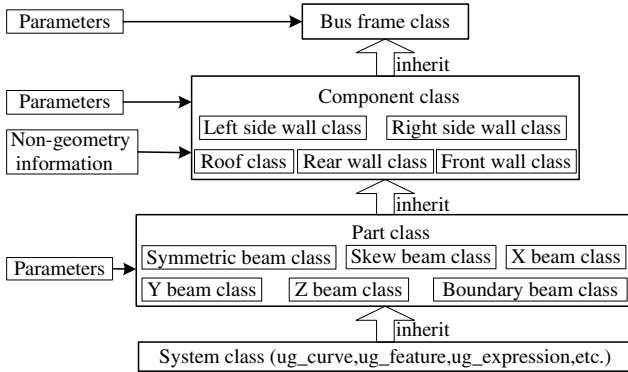 Parameters
Bus frame class
inherit
Parameters
Component class
Left side wall class
Right side wall class
Non-geometry
information
Roof class
Rear wall class
Front wall class
inherit
Part class
Parameters
Symmetric beam class
Skew beam class
X beam class
Y beam class
Z beam class
Boundary beam class
inherit
System class (ug_curve,ug_feature,ug_expression,etc.)